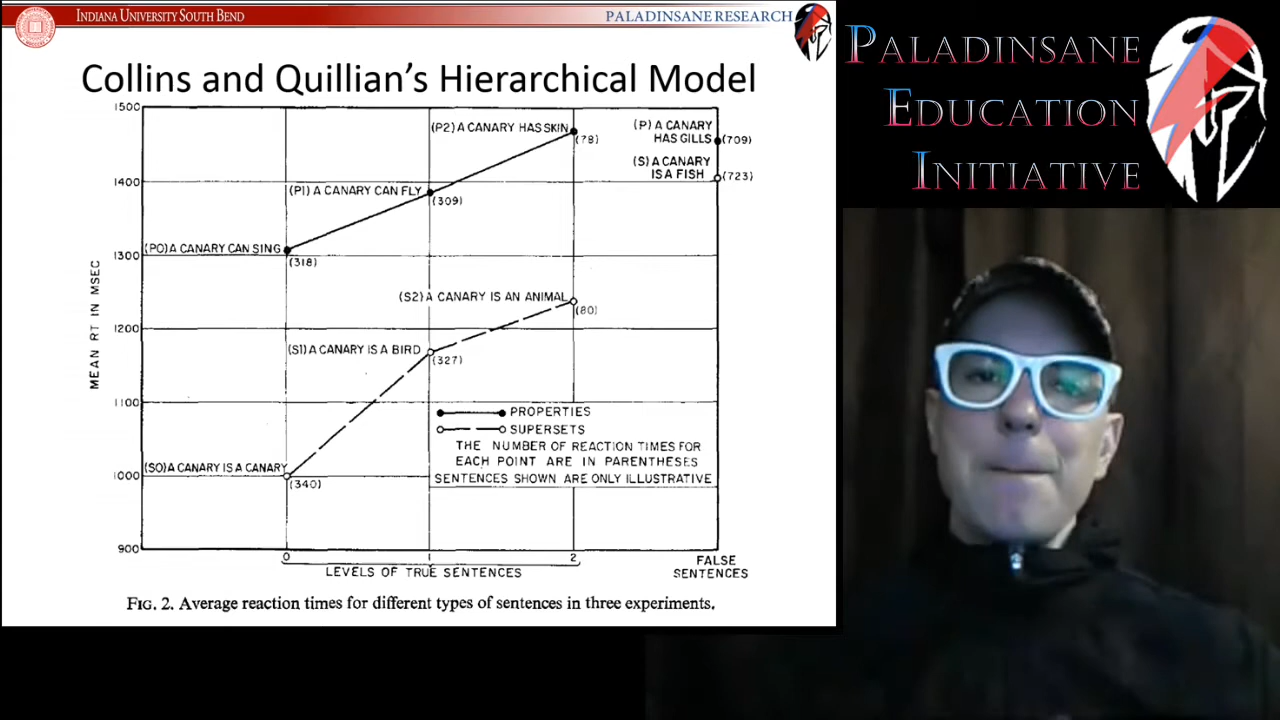 INDIANA UNIVERSITY SOUTH BEND
PALADINSANE RESEARCH
Collins and Quillian’s Hierarchical Model
1500
1400
1300
1200
1100
1000
900
MEAN RT IN MSEC
(P2) A CANARY HAS SKIN
(78)
(P) A CANARY
HAS GILLS
(709)
(S) A CANARY
IS A FISH
(723)
(P1) A CANARY CAN FLY
(309)
(P0) A CANARY CAN SING
(318)
(S2) A CANARY IS AN ANIMAL
(80)
(S1) A CANARY IS A BIRD
(327)
(S0) A CANARY IS A CANARY
(340)
PROPERTIES
SUPERSETS
THE NUMBER OF REACTION TIMES FOR
EACH POINT ARE IN PARENTHESES
SENTENCES SHOWN ARE ONLY ILLUSTRATIVE
0
1
2
LEVELS OF TRUE SENTENCES
FALSE
SENTENCES
FIG. 2. Average reaction times for different types of sentences in three experiments.
PALADINSANE
EDUCATION
INITIATIVE